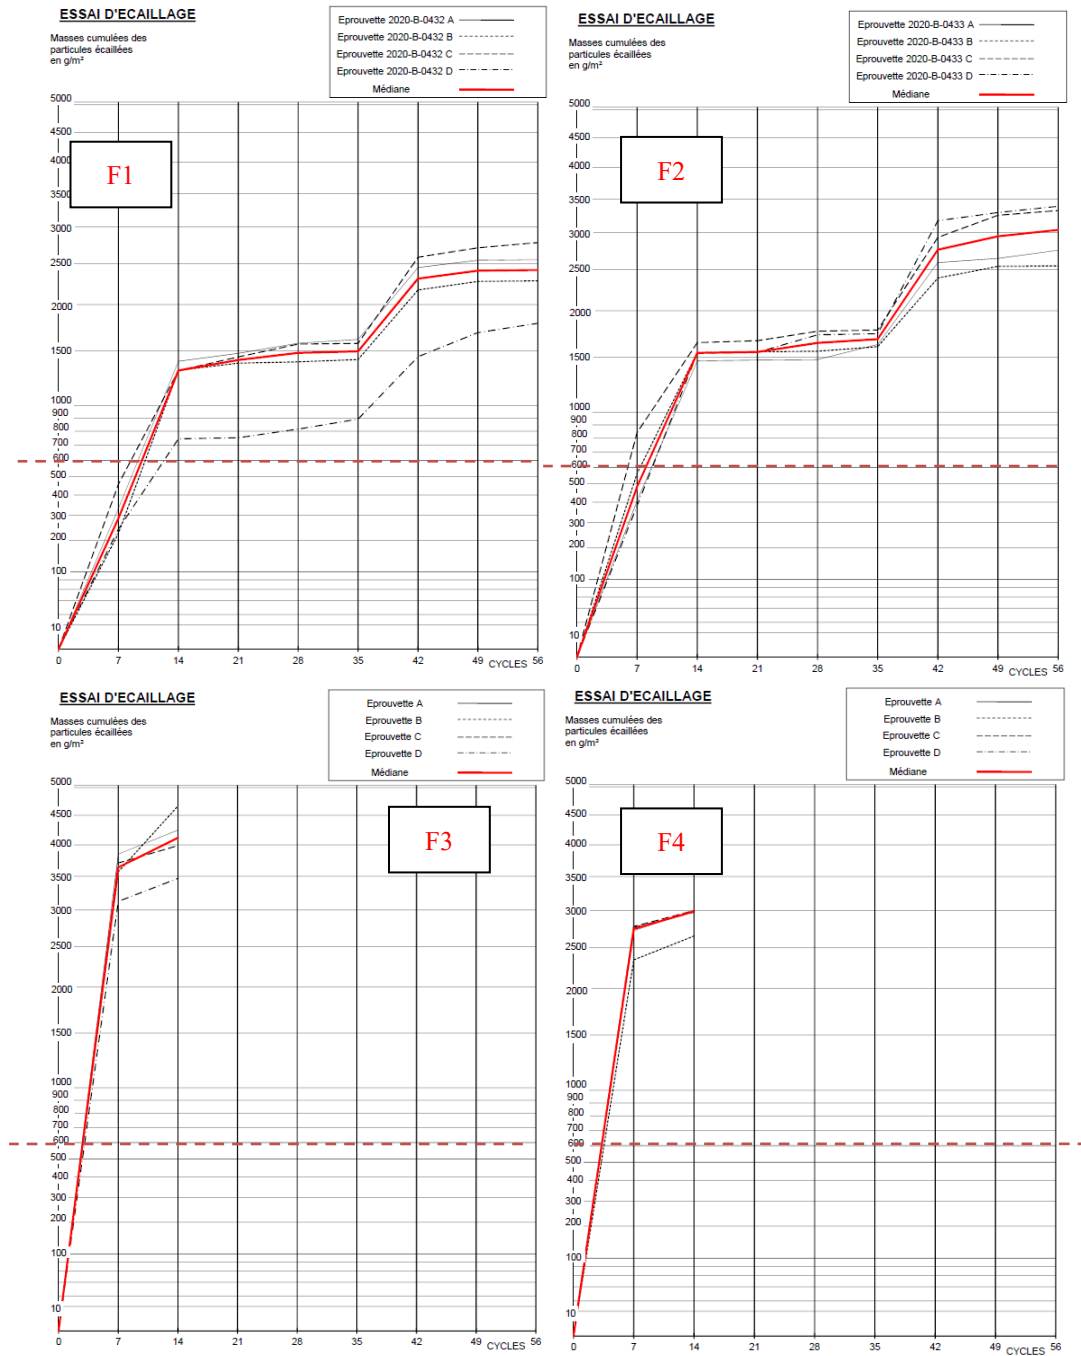 ESSAI D'ECAILLAGE
Masses cumulées des
particules écaillées
en g/m²
Eprouvette 2020-B-0432 A
Eprouvette 2020-B-0432 B
Eprouvette 2020-B-0432 C
Eprouvette 2020-B-0432 D
Médiane
F1
5000
4500
4000
3500
3000
2500
2000
1500
1000
900
800
700
600
500
400
300
200
100
10
0 7 14 21 28 35 42 49 CYCLES 56
ESSAI D'ECAILLAGE
Masses cumulées des
particules écaillées
en g/m²
Eprouvette 2020-B-0433 A
Eprouvette 2020-B-0433 B
Eprouvette 2020-B-0433 C
Eprouvette 2020-B-0433 D
Médiane
F2
5000
4500
4000
3500
3000
2500
2000
1500
1000
900
800
700
600
500
400
300
200
100
10
0 7 14 21 28 35 42 49 CYCLES 56
ESSAI D'ECAILLAGE
Masses cumulées des
particules écaillées
en g/m²
Eprouvette A
Eprouvette B
Eprouvette C
Eprouvette D
Médiane
F3
5000
4500
4000
3500
3000
2500
2000
1500
1000
900
800
700
600
500
400
300
200
100
10
0 7 14 21 28 35 42 49 CYCLES 56
ESSAI D'ECAILLAGE
Masses cumulées des
particules écaillées
en g/m²
Eprouvette A
Eprouvette B
Eprouvette C
Eprouvette D
Médiane
F4
5000
4500
4000
3500
3000
2500
2000
1500
1000
900
800
700
600
500
400
300
200
100
10
0 7 14 21 28 35 42 49 CYCLES 56